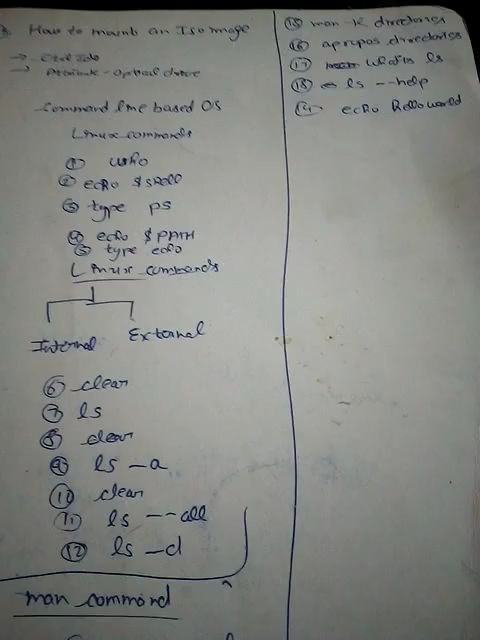 How to mount an Iso image
→ Ctrl Tab
→ Attribute - optical drive
Command line based OS
Linux commands
① who
② echo $shell
③ type ps
④ echo $PATH
⑤ type echo
Linux commands
Internal External
⑥ clear
⑦ ls
⑧ clear
⑨ ls -a
⑩ clear
⑪ ls --all
⑫ ls -d
man command
⑮ man -k directories
⑯ apropos directories
⑰ whatis ls
⑱ ls --help
echo Helloworld